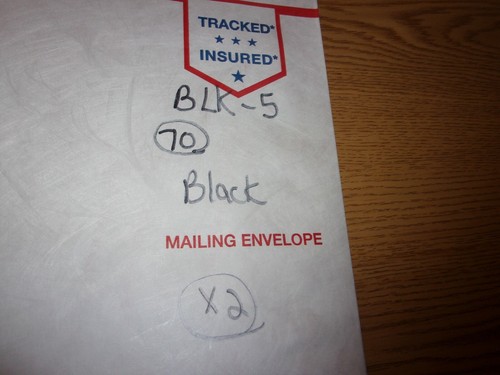 TRACKED*
INSURED*
BLK-5
70
Black
MAILING ENVELOPE
X2